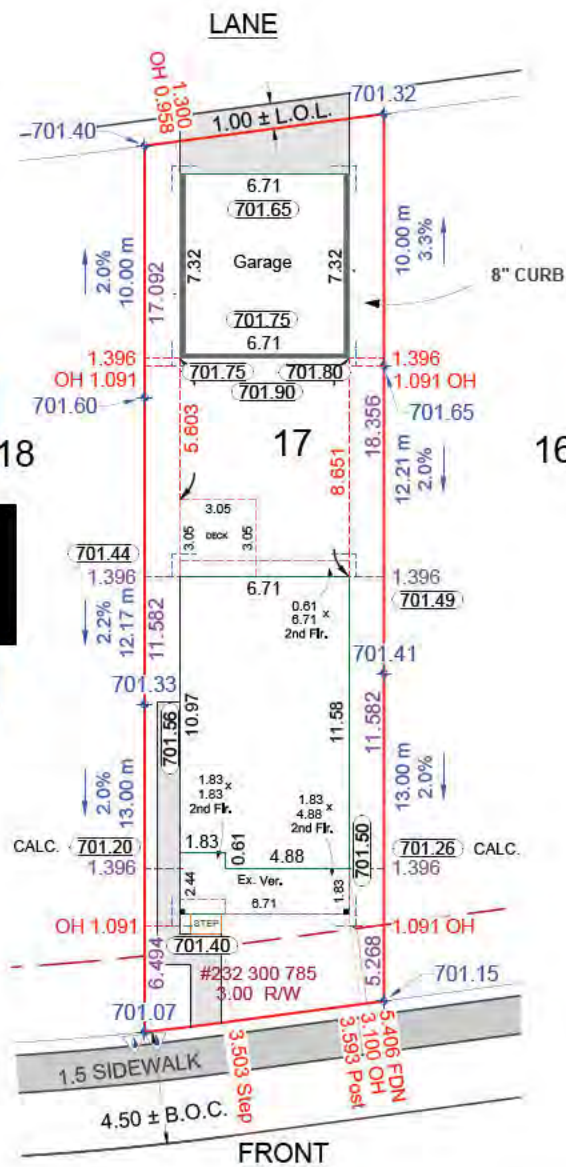 LANE
1.300
OH 0.958
701.32
701.40
1.00 ± L.O.L.
6.71
701.65
Garage
7.32
7.32
2.0%
10.00 m
17.092
10.00 m
3.3%
8" CURB
701.75
6.71
1.396
OH 1.091
701.75
701.80
701.90
1.396
1.091 OH
701.60
701.65
5.603
17
8.651
18.356
12.21 m
2.0%
18
16
3.05
3.05
DECK
3.05
701.44
1.396
6.71
1.396
701.49
2.2%
12.17 m
11.582
0.61 x
6.71
2nd Flr.
701.33
701.41
701.56
10.97
11.58
11.582
2.0%
13.00 m
13.00 m
2.0%
1.83 x
1.83
2nd Flr.
1.83 x
4.88
2nd Flr.
CALC.
701.20
1.83
0.61
4.88
701.50
701.26
CALC.
1.396
1.396
2.44
Ex. Ver.
6.71
1.83
OH 1.091
STEP
1.091 OH
701.40
6.494
#232 300 785
3.00 R/W
5.268
701.15
701.07
1.5 SIDEWALK
3.503 Step
3.593 Post
3.100 OH
5.406 FDN
4.50 ± B.O.C.
FRONT